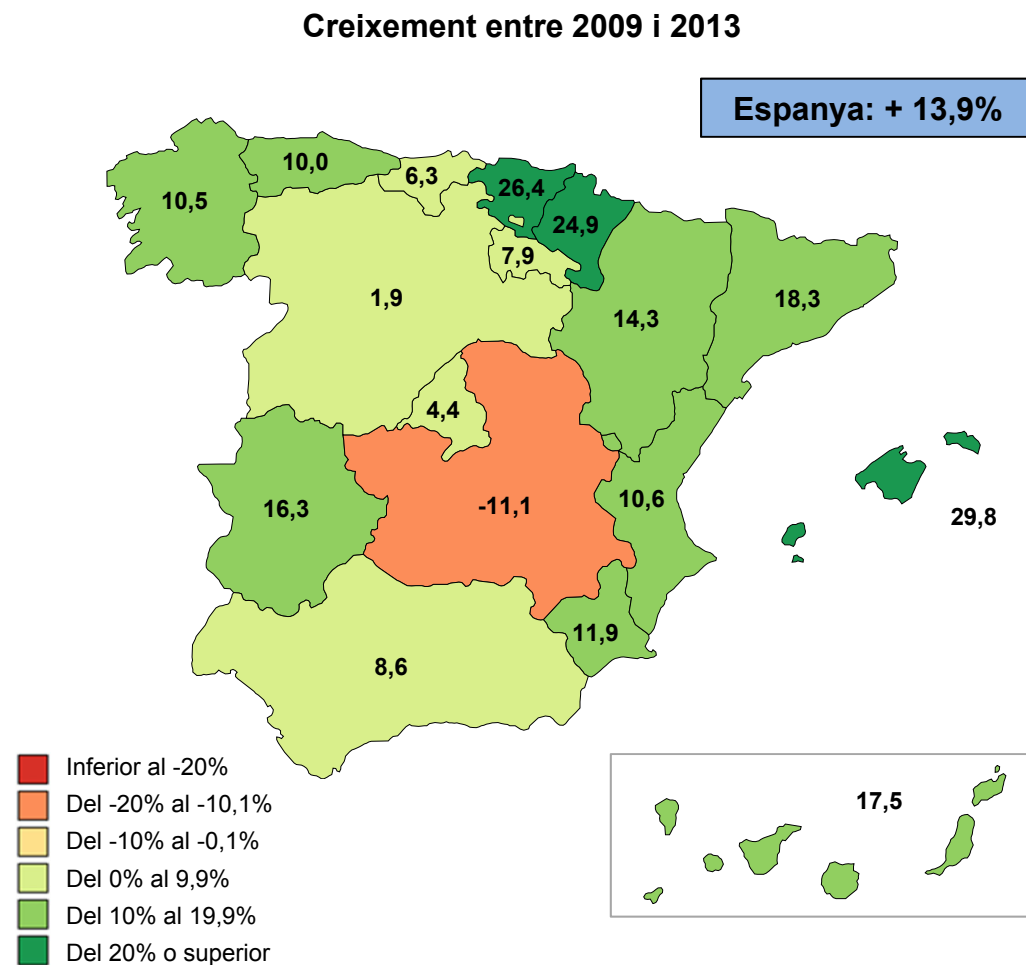 Creixement entre 2009 i 2013
Espanya: + 13,9%
10,0
6,3
26,4
10,5
24,9
7,9
1,9
18,3
14,3
4,4
10,6
16,3
-11,1
29,8
11,9
8,6
Inferior al -20%
Del -20% al -10,1%
Del -10% al -0,1%
Del 0% al 9,9%
Del 10% al 19,9%
Del 20% o superior
17,5